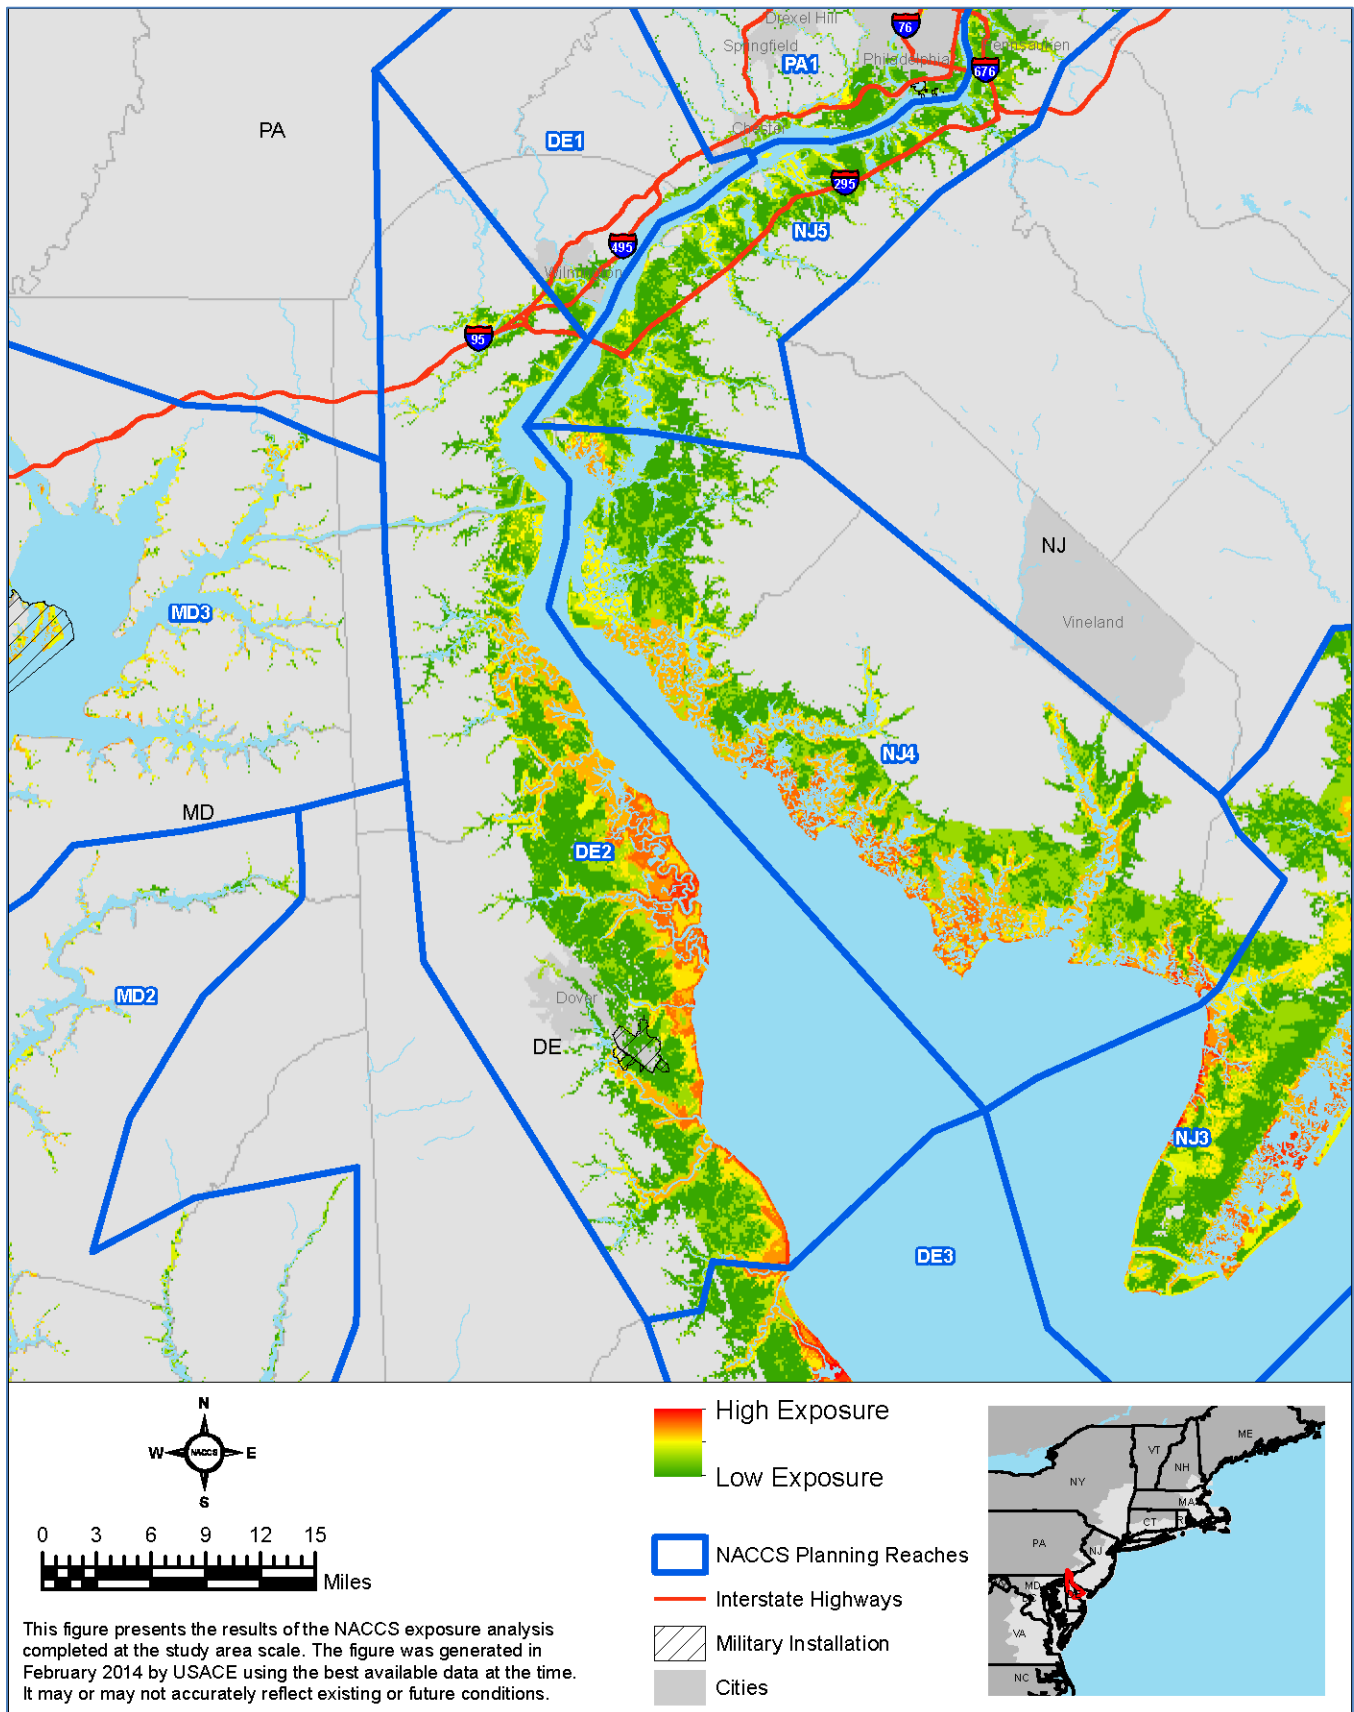 Drexel Hill
76
Springfield
Philadelphia
Pennsauken
PA1
676
PA
Chester
DE1
295
NJ5
495
Wilmington
95
NJ
MD3
Vineland
NJ4
MD
DE2
MD2
Dover
DE
NJ3
DE3
N
W NACCS E
S
0 3 6 9 12 15
Miles
This figure presents the results of the NACCS exposure analysis
completed at the study area scale. The figure was generated in
February 2014 by USACE using the best available data at the time.
It may or may not accurately reflect existing or future conditions.
High Exposure
Low Exposure
NACCS Planning Reaches
Interstate Highways
Military Installation
Cities
ME
VT
NH
NY
MA
CT
RI
PA
NJ
MD
VA
NC